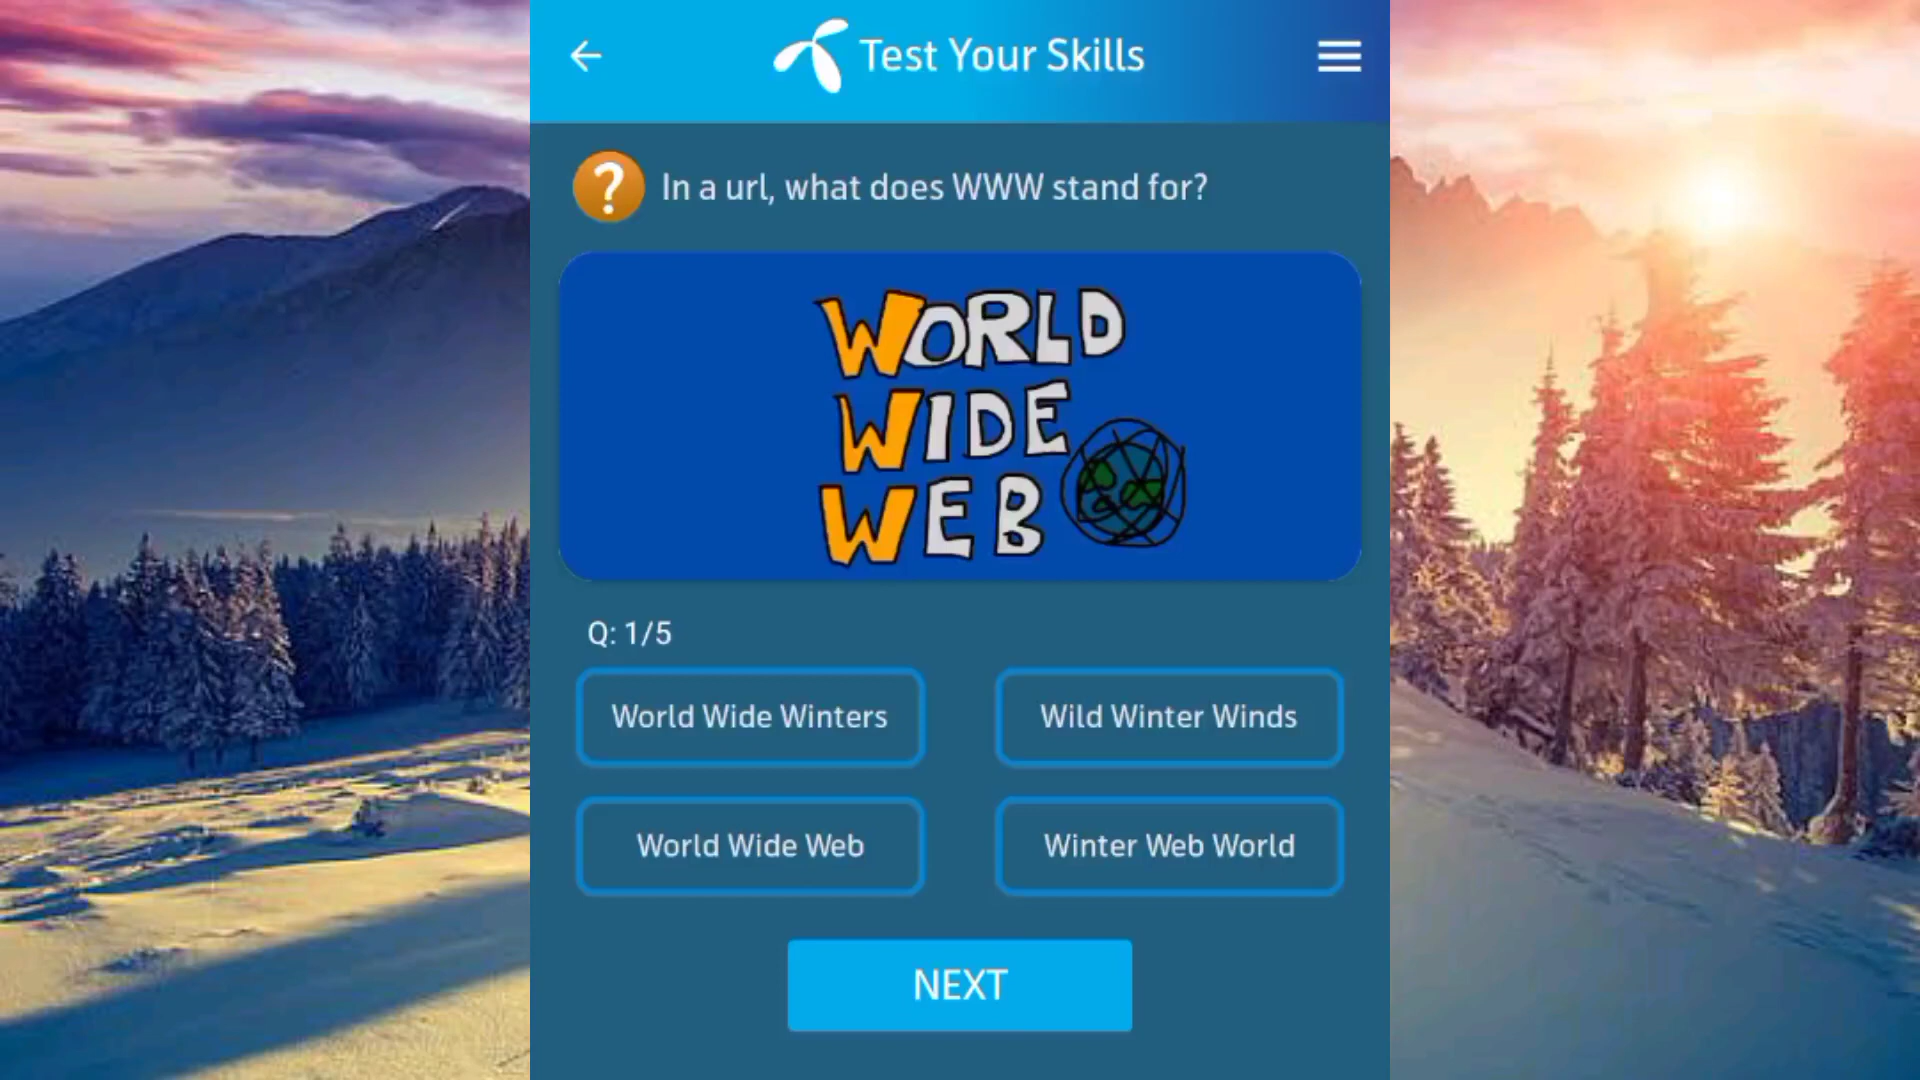 Test Your Skills
? In a url, what does WWW stand for?
WORLD
WIDE
WEB
Q: 1/5
World Wide Winters
Wild Winter Winds
World Wide Web
Winter Web World
NEXT